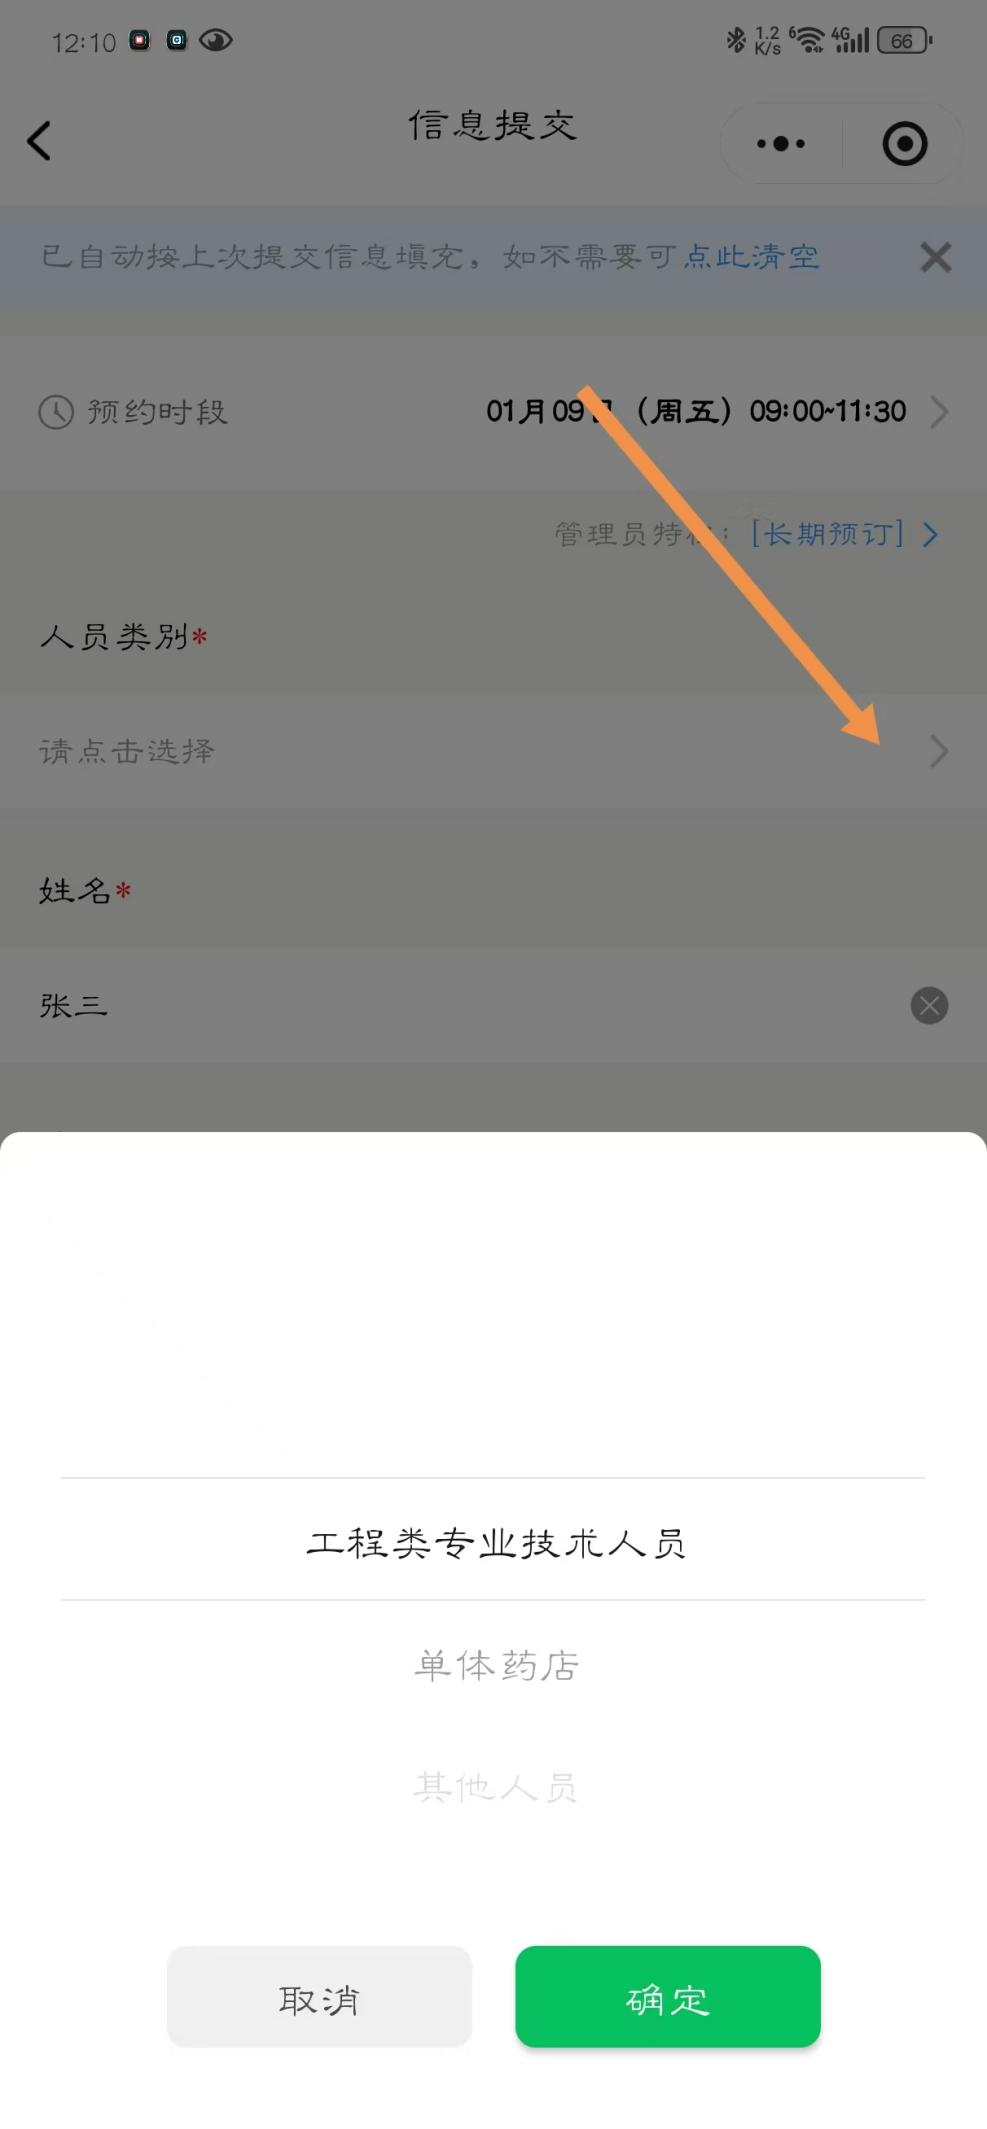 12:10
1.2 K/s 6 4G 66
信息提交
已自动按上次提交信息填充，如不需要可点此清空
预约时段 01月09日（周五）09:00~11:30
管理员特 ：[长期预订]
人员类别*
请点击选择
姓名*
张三
工程类专业技术人员
单体药店
其他人员
取消 确定